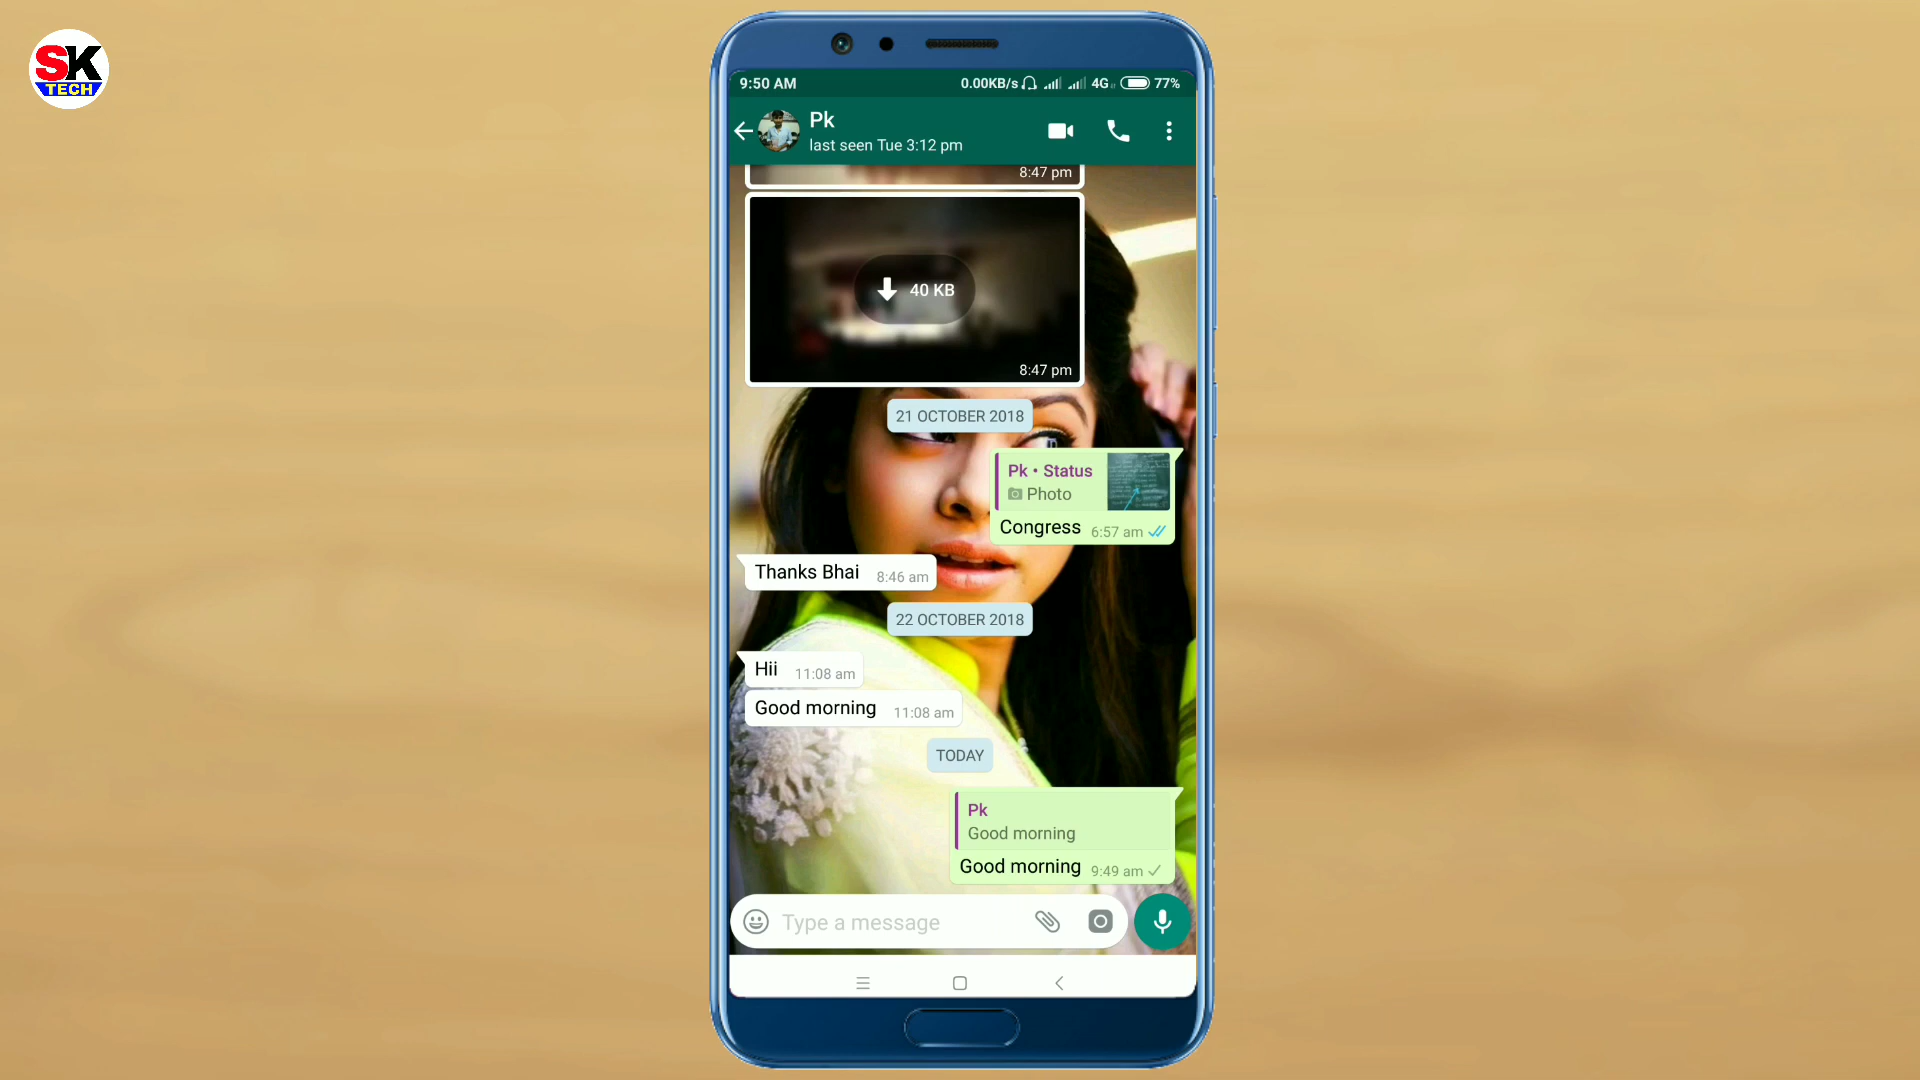 SK
TECH
9:50 AM
0.00KB/s 4G 77%
Pk
last seen Tue 3:12 pm
8:47 pm
40 KB
8:47 pm
21 OCTOBER 2018
Pk • Status
Photo
Congress 6:57 am
Thanks Bhai 8:46 am
22 OCTOBER 2018
Hii 11:08 am
Good morning 11:08 am
TODAY
Pk
Good morning
Good morning 9:49 am
Type a message